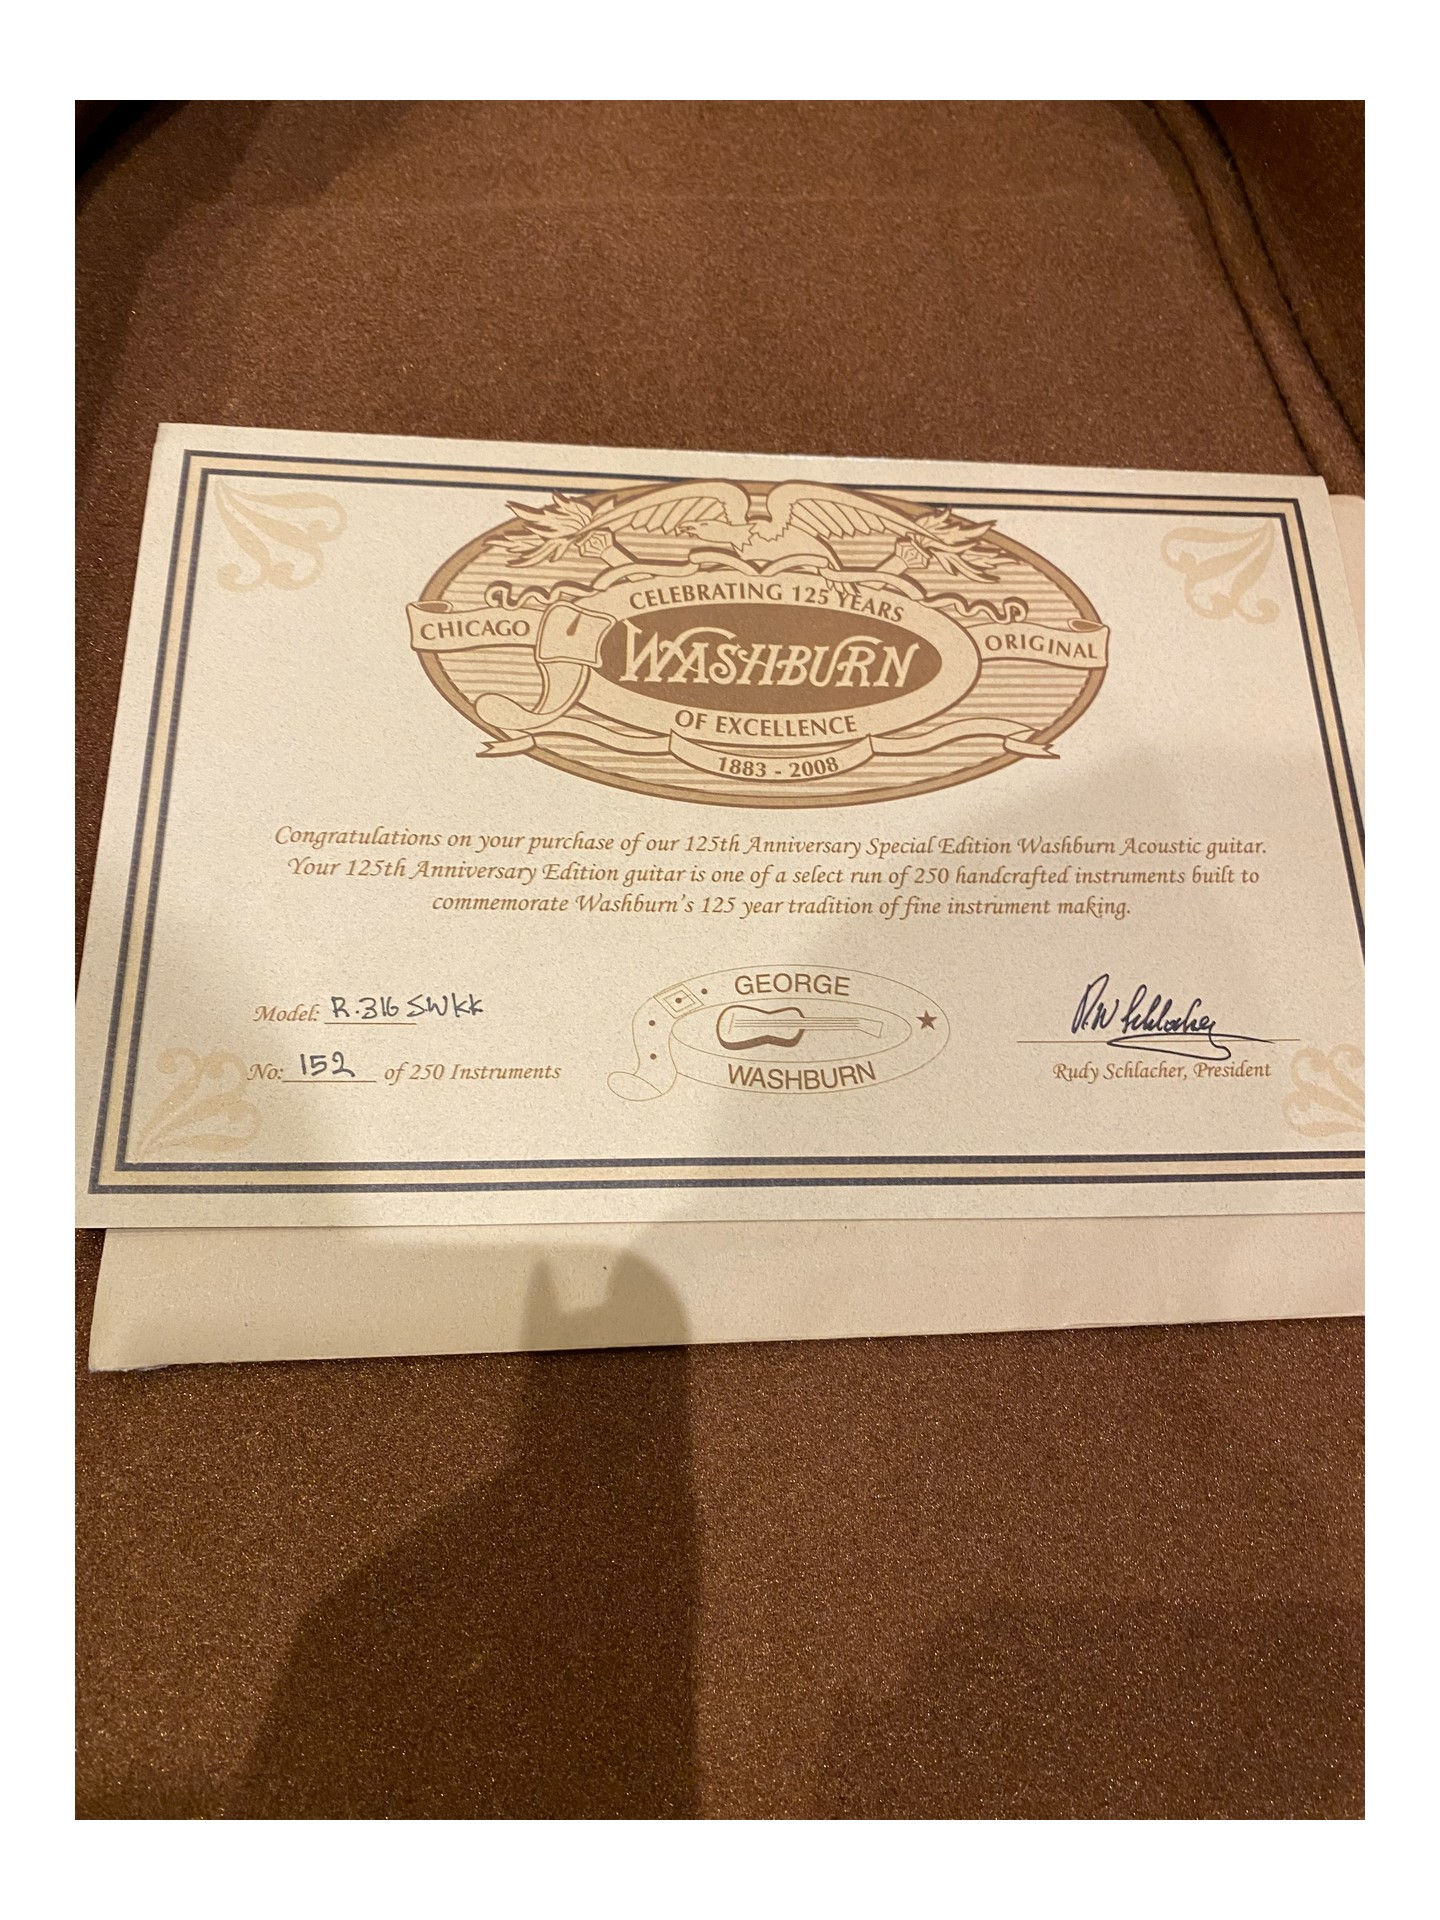 CELEBRATING 125 YEARS
CHICAGO
WASHBURN
ORIGINAL
OF EXCELLENCE
1883 - 2008
Congratulations on your purchase of our 125th Anniversary Special Edition Washburn Acoustic guitar.
Your 125th Anniversary Edition guitar is one of a select run of 250 handcrafted instruments built to
commemorate Washburn's 125 year tradition of fine instrument making.
GEORGE
WASHBURN
Model: R.316 SWKK
No: 152 of 250 Instruments
R.W Schlacher
Rudy Schlacher, President